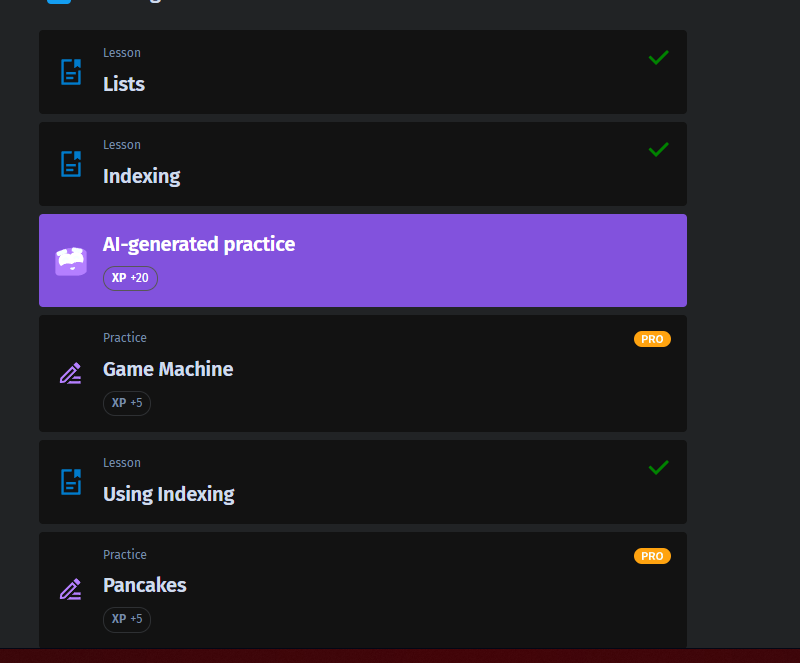 Lesson
Lists
Lesson
Indexing
AI-generated practice
XP +20
Practice
PRO
Game Machine
XP +5
Lesson
Using Indexing
Practice
PRO
Pancakes
XP +5